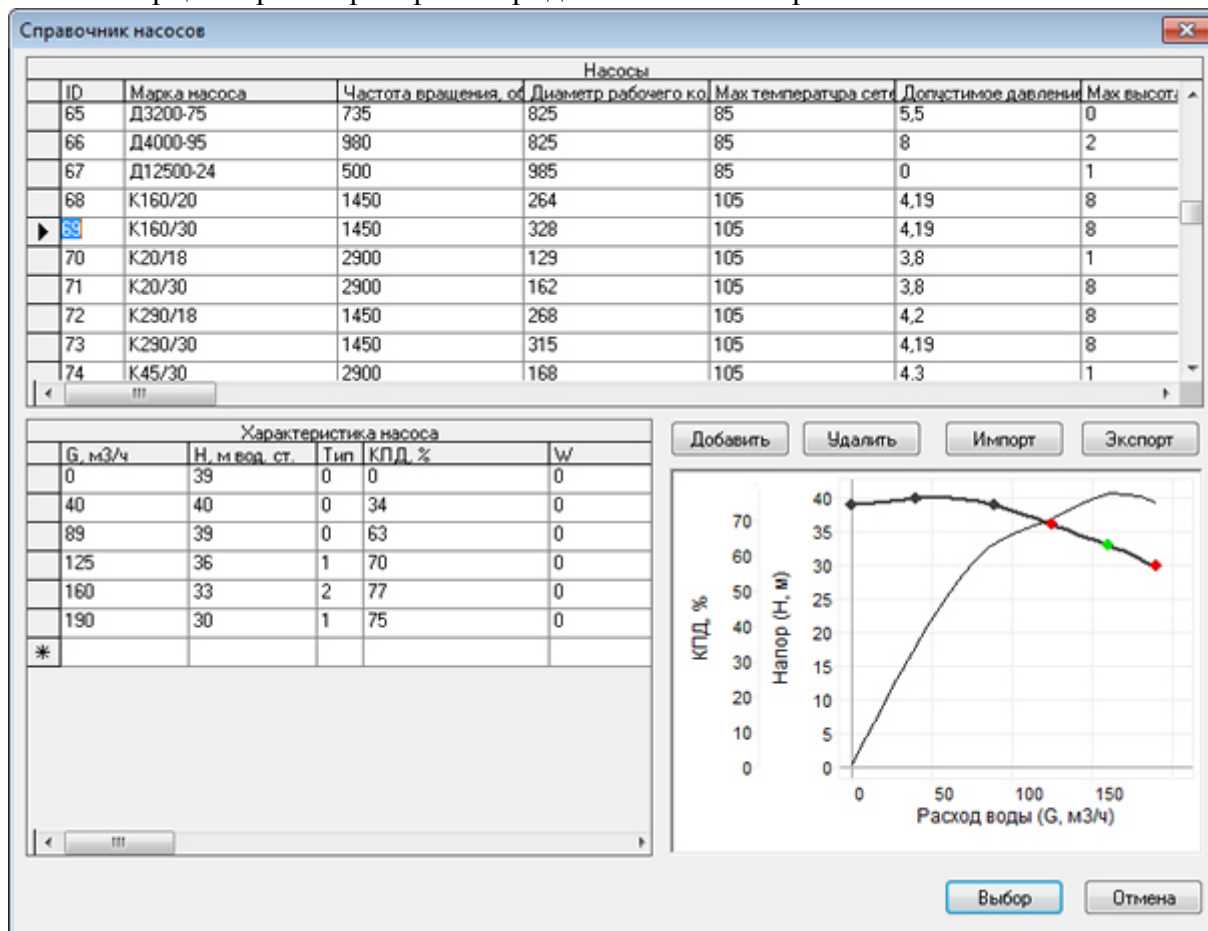 Справочник насосов
Насосы
ID Марка насоса Частота вращения, об Диаметр рабочего ко Max температура сете Допустимое давление Max высота
65 Д3200-75 735 825 85 5,5 0
66 Д4000-95 980 825 85 8 2
67 Д12500-24 500 985 85 0 1
68 К160/20 1450 264 105 4,19 8
69 К160/30 1450 328 105 4,19 8
70 К20/18 2900 129 105 3,8 1
71 К20/30 2900 162 105 3,8 8
72 К290/18 1450 268 105 4,2 8
73 К290/30 1450 315 105 4,19 8
74 К45/30 2900 168 105 4.3 1
Характеристика насоса
G, м3/ч H, м вод. ст. Тип КПД, % W
0 39 0 0 0
40 40 0 34 0
89 39 0 63 0
125 36 1 70 0
160 33 2 77 0
190 30 1 75 0
Добавить Удалить Импорт Экспорт
КПД, %
70
60
50
40
30
20
10
0
Напор (H, м)
40
35
30
25
20
15
10
5
0
0 50 100 150
Расход воды (G, м3/ч)
Выбор Отмена